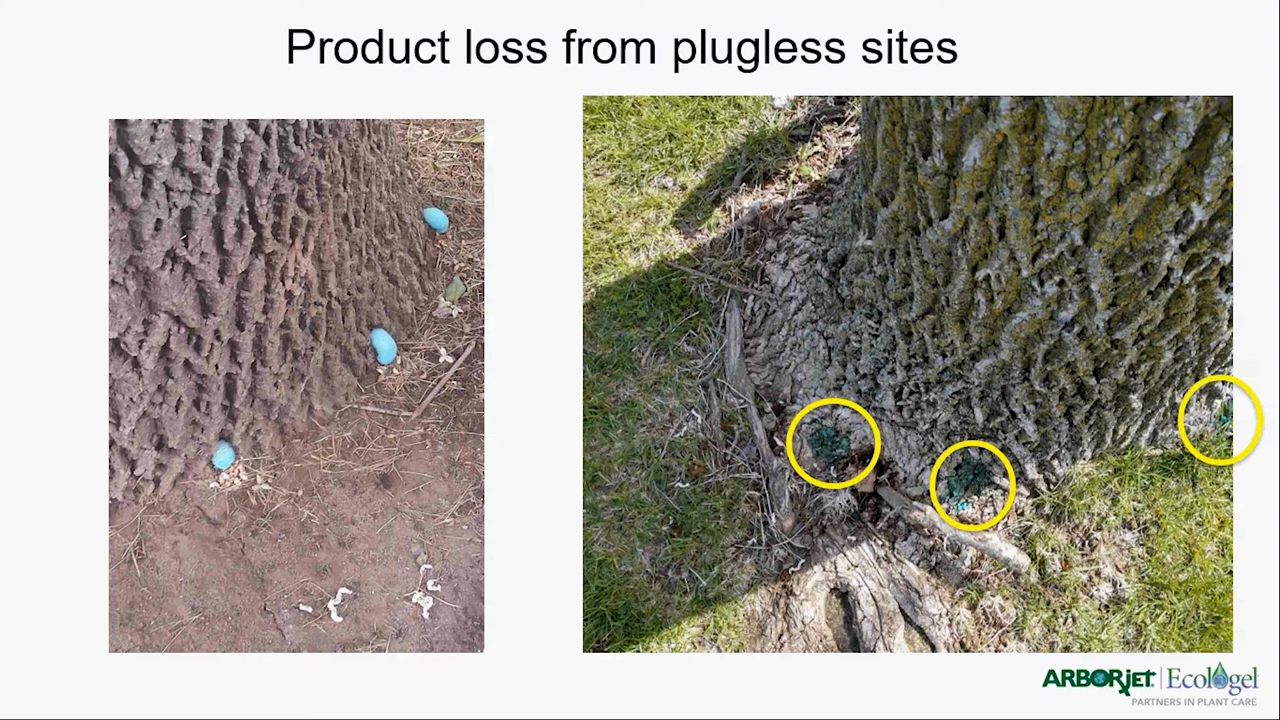 Product loss from plugless sites
ARBORjet | Ecologel
PARTNERS IN PLANT CARE